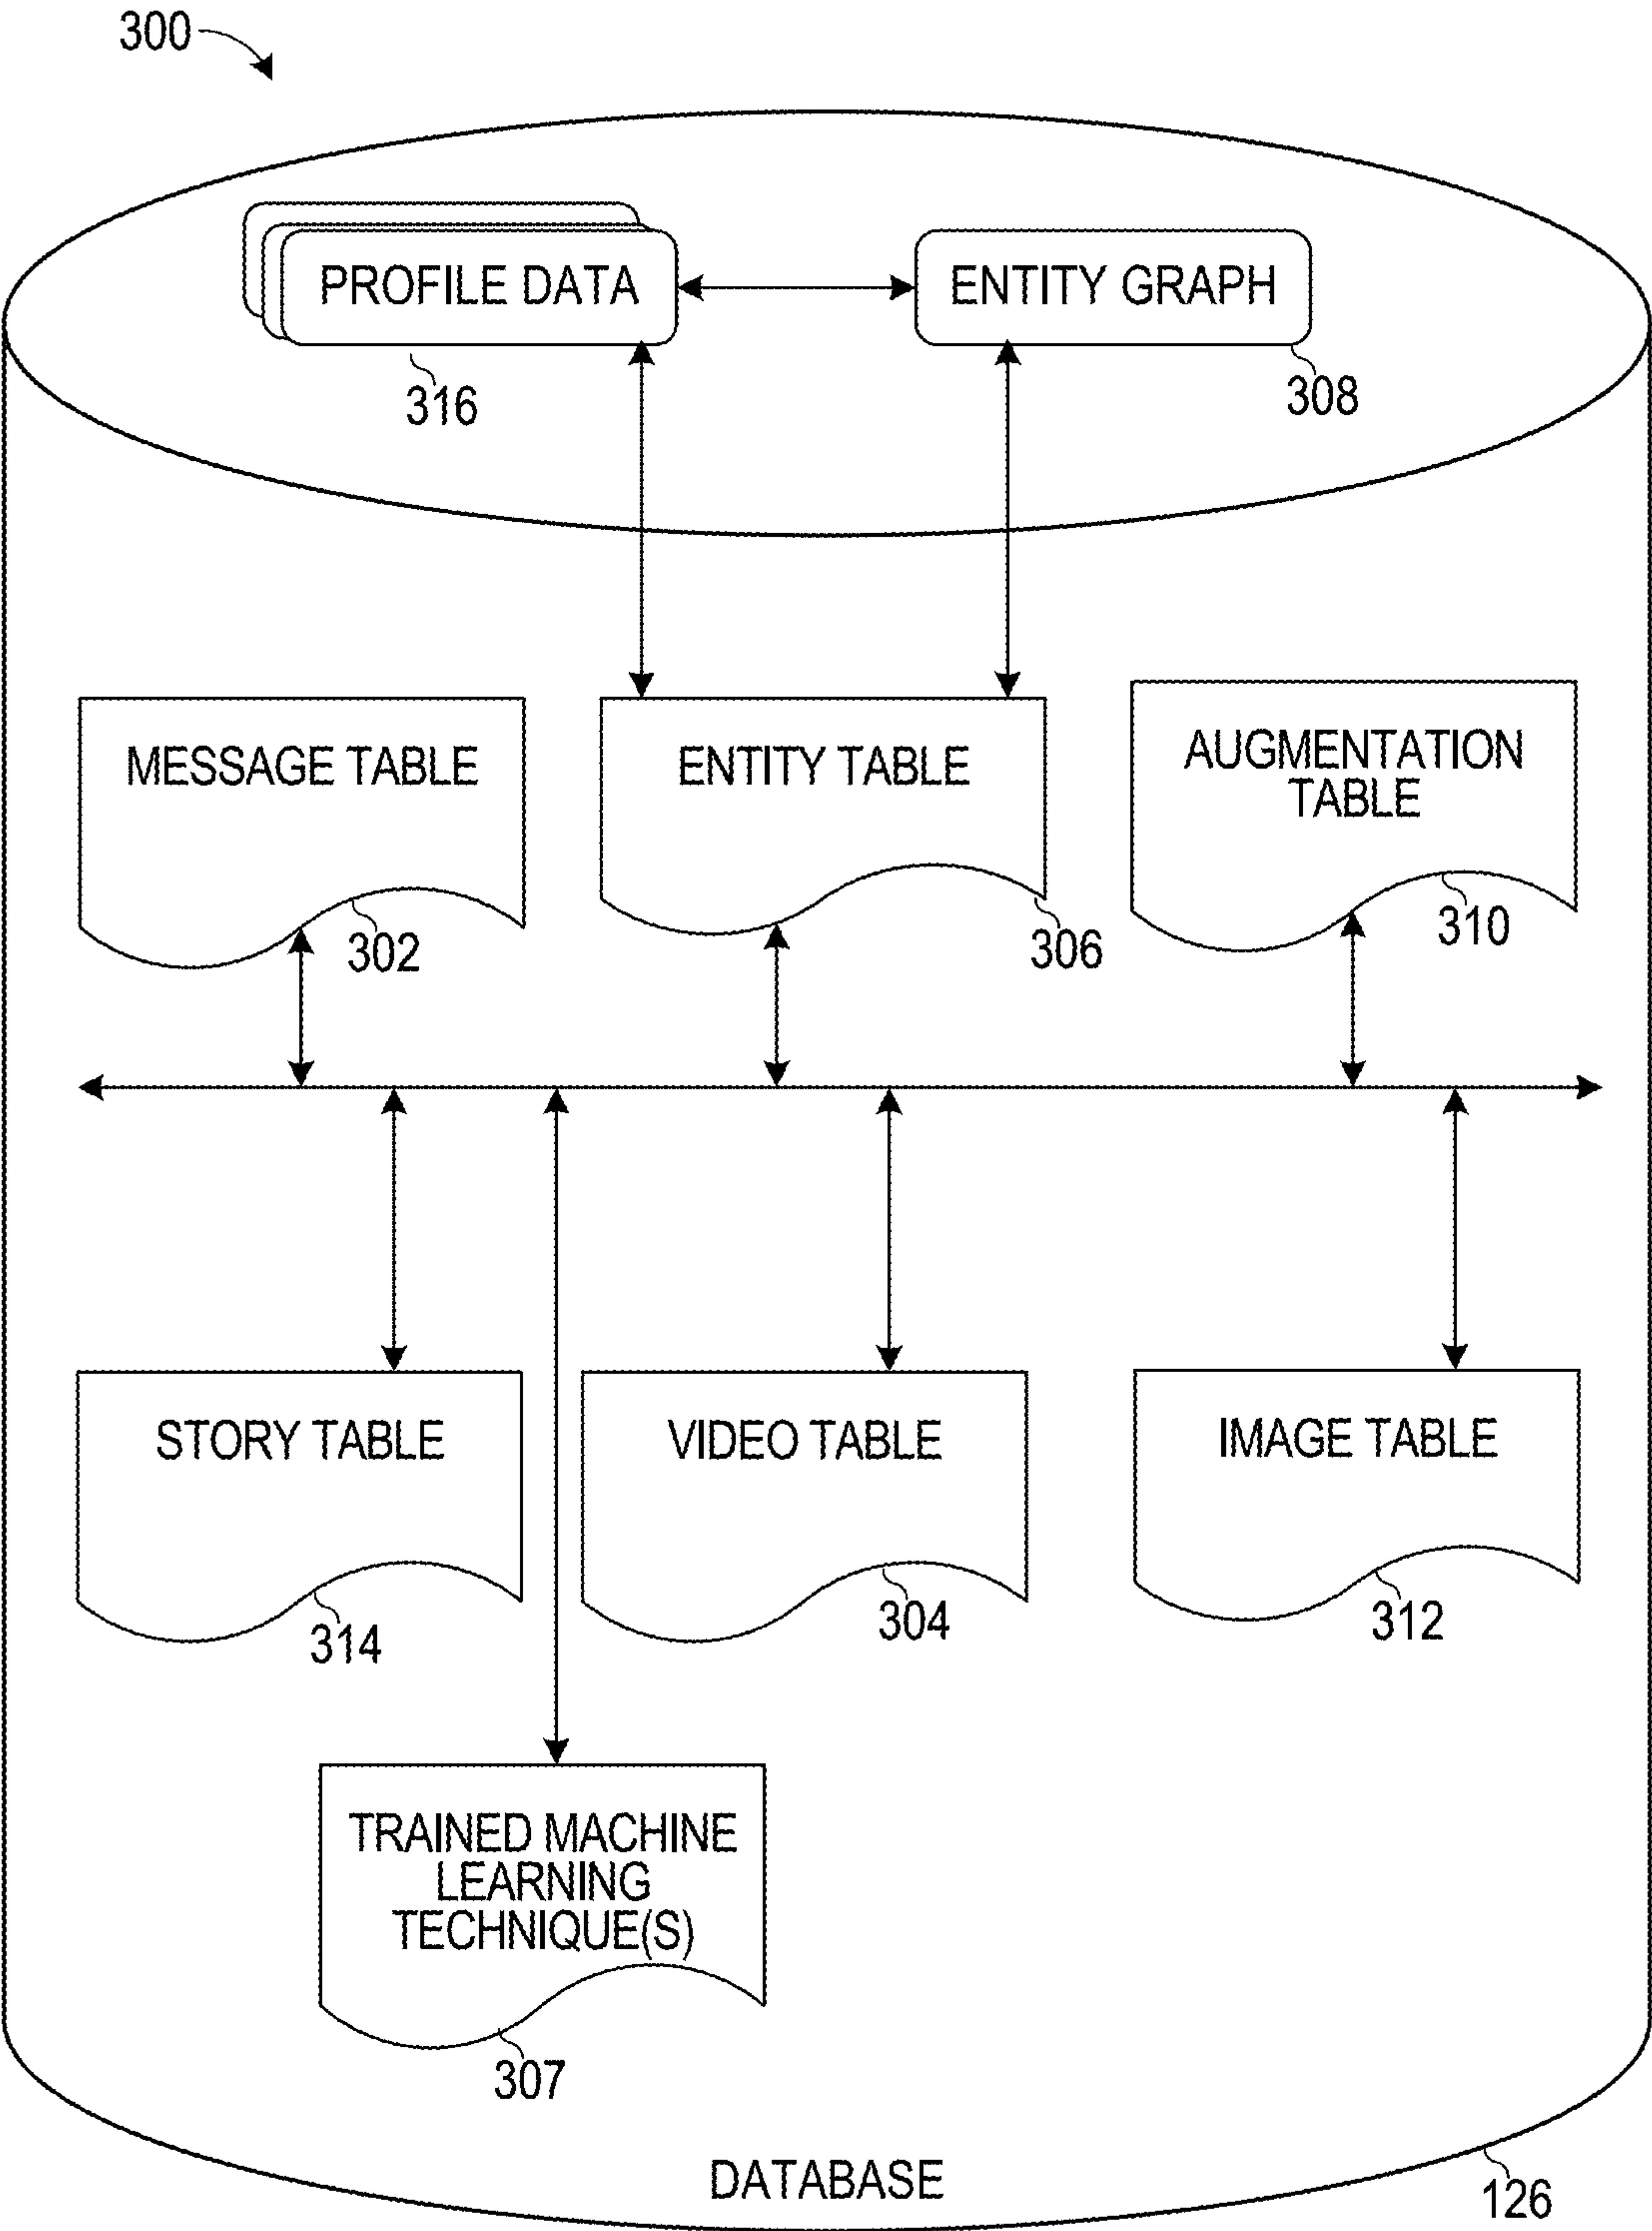 300
PROFILE DATA
ENTITY GRAPH
316
308
MESSAGE TABLE
ENTITY TABLE
AUGMENTATION
TABLE
302
306
310
STORY TABLE
VIDEO TABLE
IMAGE TABLE
314
304
312
TRAINED MACHINE
LEARNING
TECHNIQUE(S)
307
DATABASE
126